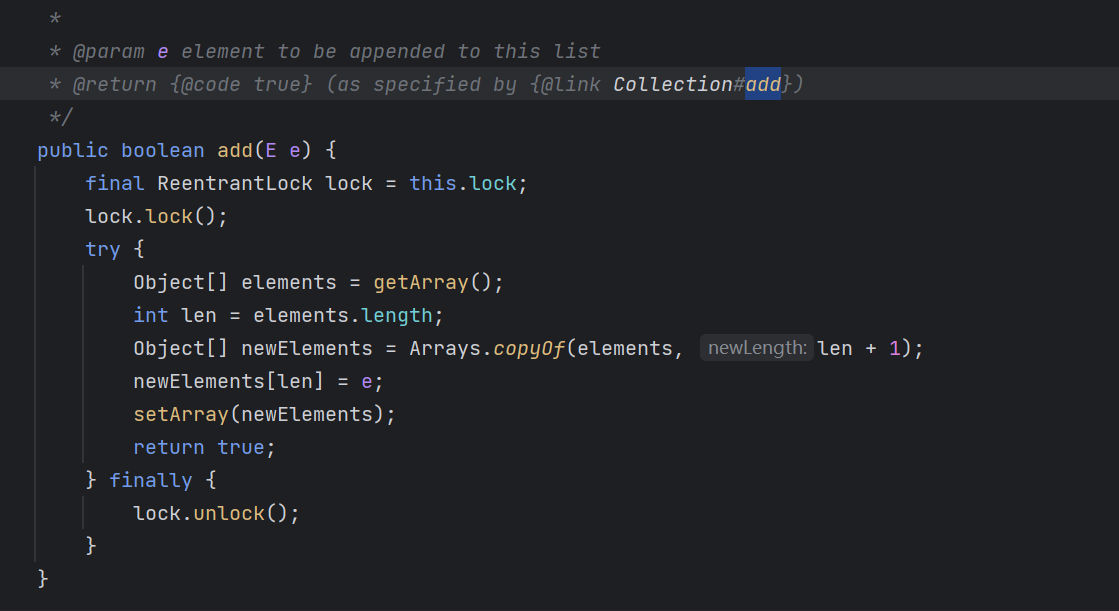 *
* @param e element to be appended to this list
* @return {@code true} (as specified by {@link Collection#add})
*/
public boolean add(E e) {
final ReentrantLock lock = this.lock;
lock.lock();
try {
Object[] elements = getArray();
int len = elements.length;
Object[] newElements = Arrays.copyOf(elements, newLength: len + 1);
newElements[len] = e;
setArray(newElements);
return true;
} finally {
lock.unlock();
}
}